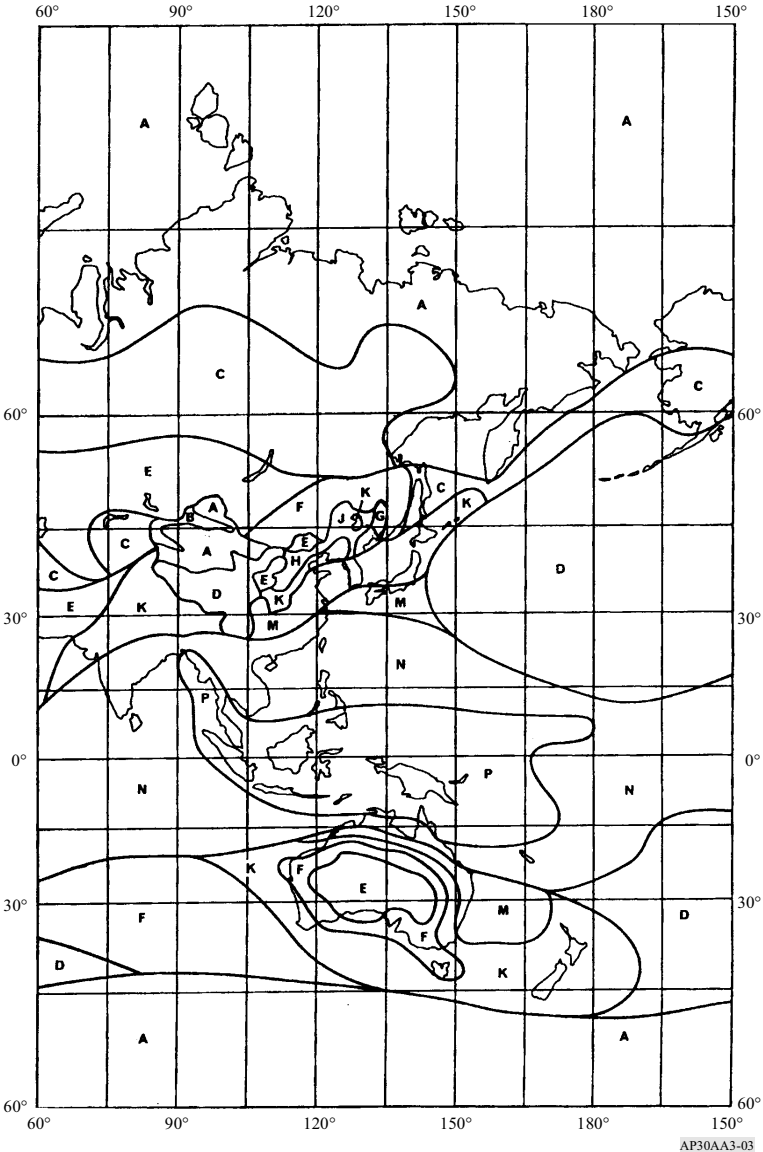 60° 90° 120° 150° 180° 150°
A A
A
C C
60° 60°
E A K C
B F J G K
C A E
C H D
E
E K D K M
30° 30°
M
N
P
0° 0°
P
N N
K F
E
30° M D 30°
F F
D K
A A
60° 60°
60° 90° 120° 150° 180° 150°
AP30AA3-03